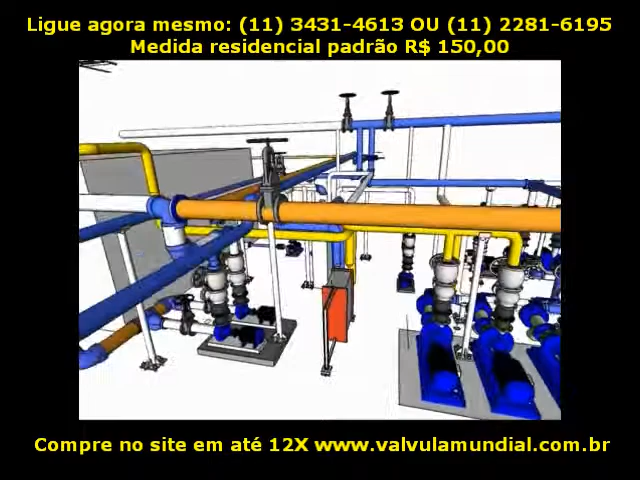 Ligue agora mesmo: (11) 3431-4613 OU (11) 2281-6195
Medida residencial padrão R$ 150,00
Compre no site em até 12X www.valvulamundial.com.br